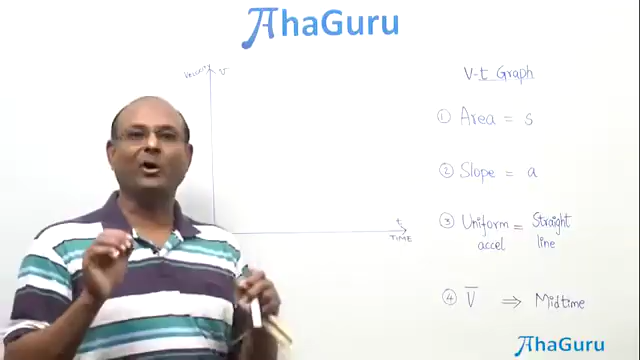 AhaGuru
Velocity
v
V-t Graph
① Area = s
② Slope = a
③ Uniform accel = Straight line
④ V̅ ⇒ Midtime
t
TIME
AhaGuru